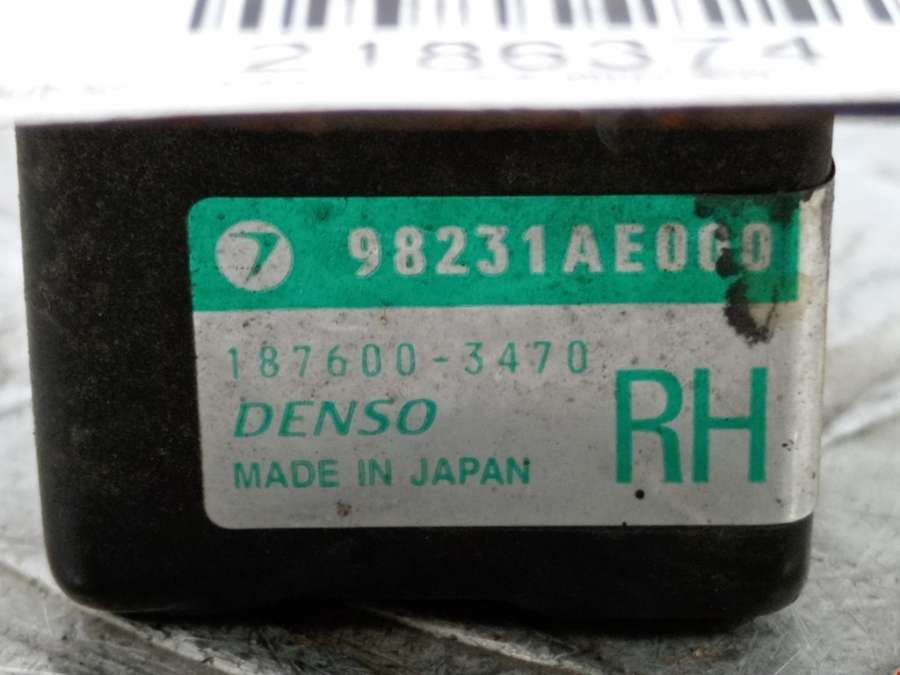 2186374
98231AE0G0
187600-3470
DENSO
RH
MADE IN JAPAN